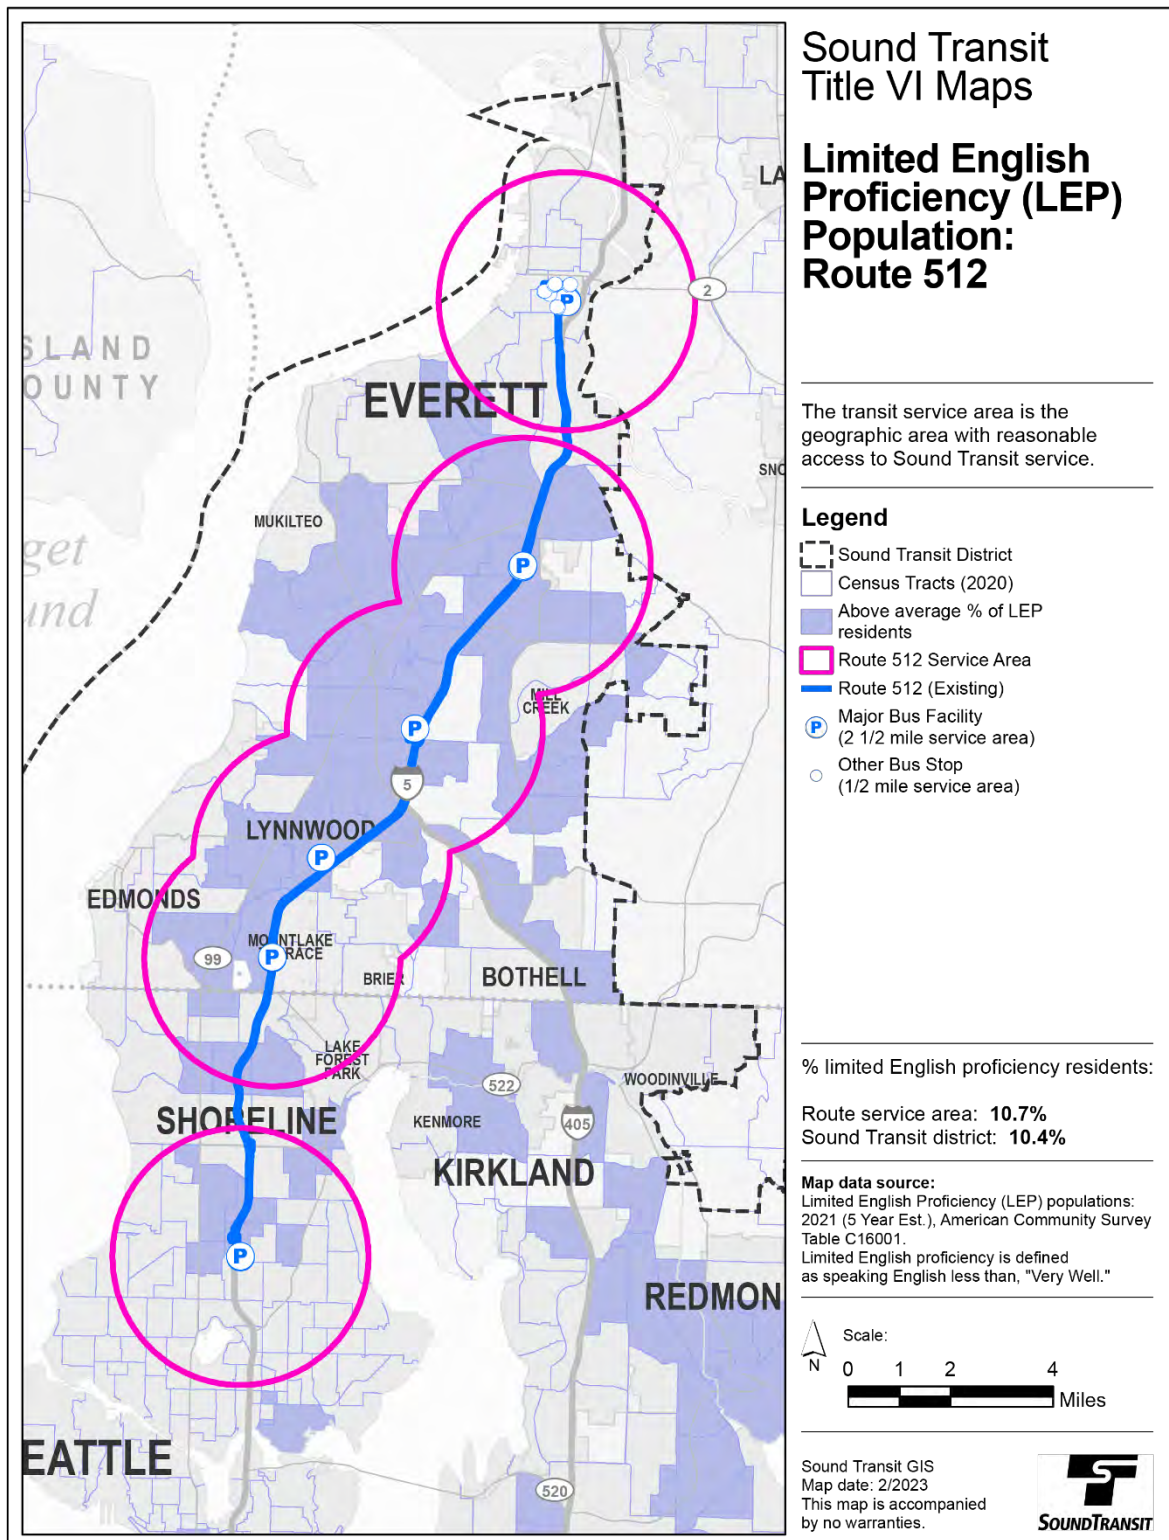 Sound Transit
Title VI Maps
Limited English
Proficiency (LEP)
Population:
Route 512
The transit service area is the
geographic area with reasonable
access to Sound Transit service.
Legend
Sound Transit District
Census Tracts (2020)
Above average % of LEP
residents
Route 512 Service Area
Route 512 (Existing)
P
Major Bus Facility
(2 1/2 mile service area)
Other Bus Stop
(1/2 mile service area)
% limited English proficiency residents:
Route service area: 10.7%
Sound Transit district: 10.4%
Map data source:
Limited English Proficiency (LEP) populations:
2021 (5 Year Est.), American Community Survey
Table C16001.
Limited English proficiency is defined
as speaking English less than, "Very Well."
N
Scale:
0 1 2 4
Miles
Sound Transit GIS
Map date: 2/2023
This map is accompanied
by no warranties.
SOUNDTRANSIT
LA
2
P
SLAND
OUNTY
EVERETT
SNO
MUKILTEO
get
und
P
MILL
CREEK
P
5
LYNNWOOD
P
EDMONDS
MOUNTLAKE
RRACE
P
99
BRIER
BOTHELL
LAKE
FOREST
PARK
522
WOODINVILLE
SHORELINE
KENMORE
405
KIRKLAND
P
REDMON
EATTLE
520